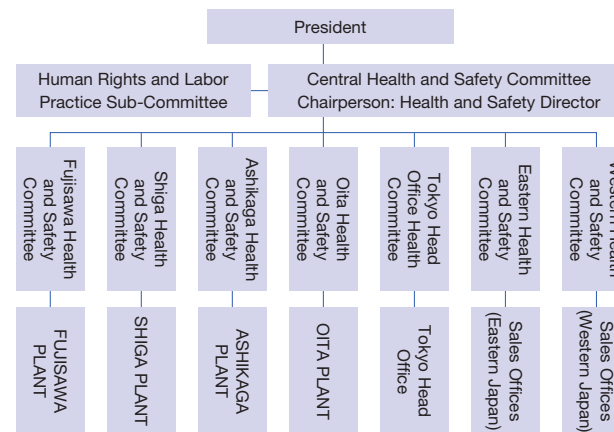 President
Human Rights and Labor
Practice Sub-Committee
Central Health and Safety Committee
Chairperson: Health and Safety Director
Fujisawa Health
and Safety
Committee
Shiga Health
and Safety
Committee
Ashikaga Health
and Safety
Committee
Oita Health
and Safety
Committee
Tokyo Head
Office Health
Committee
Eastern Health
and Safety
Committee
Western Health
and Safety
Committee
FUJISAWA
PLANT
SHIGA PLANT
ASHIKAGA
PLANT
OITA PLANT
Tokyo Head
Office
Sales Offices
(Eastern Japan)
Sales Offices
(Western Japan)